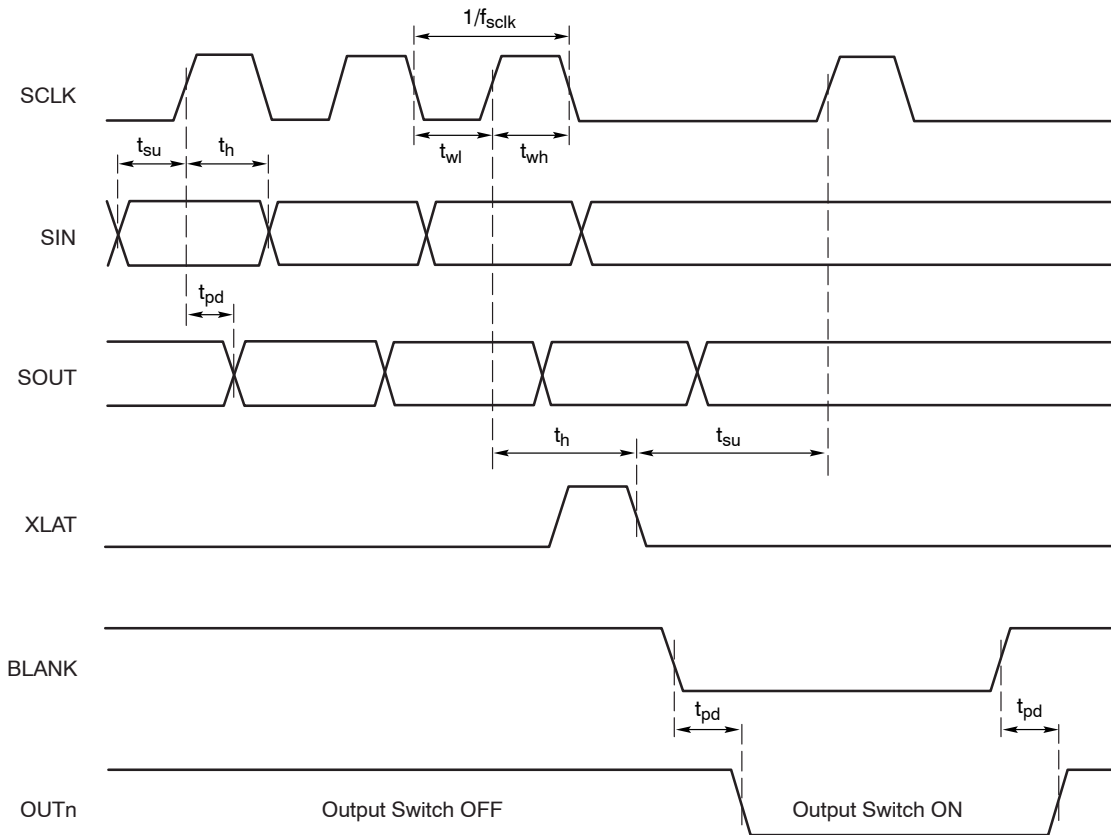 1/fsclk
SCLK
tsu
th
twl
twh
SIN
tpd
SOUT
th
tsu
XLAT
BLANK
tpd
tpd
OUTn
Output Switch OFF
Output Switch ON